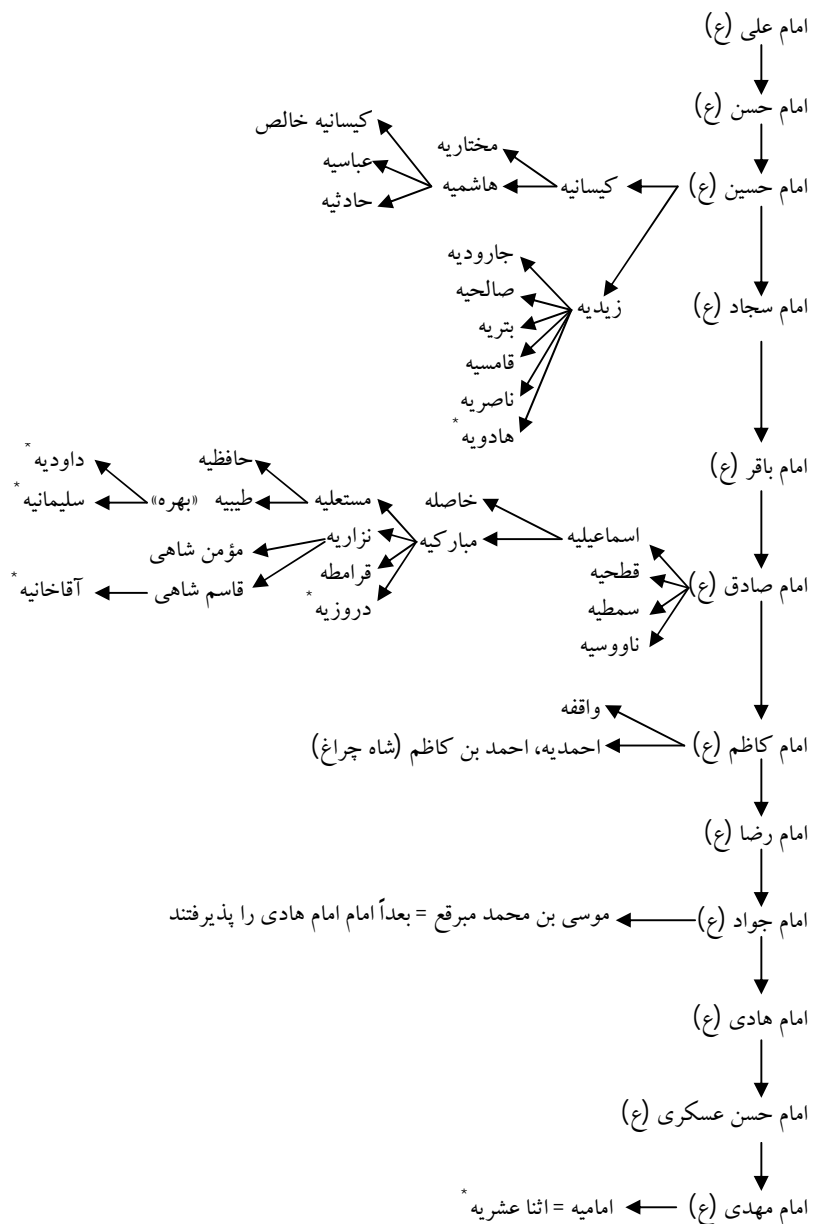 امام علی (ع)
امام حسن (ع)
کیسانیه خالص
مختاریه
عباسیه
امام حسین (ع)
کیسانیه
هاشمیه
حادثیه
جارودیه
صالحیه
امام سجاد (ع)
زیدیه
بتریه
قامسیه
ناصریه
هادویه*
امام باقر (ع)
حافظیه
داودیه*
خاصله
مستعلیه
طیبیه
«بهره»
سلیمانیه*
اسماعیلیه
مبارکیه
نزاریه
مؤمن شاهی
قطحیه
قرامطه
امام صادق (ع)
قاسم شاهی
آقاخانیه*
سمطیه
دروزیه*
ناووسیه
واقفه
امام کاظم (ع)
احمدیه، احمد بن کاظم (شاه چراغ)
امام رضا (ع)
امام جواد (ع)
موسی بن محمد مبرقع = بعداً امام امام هادی را پذیرفتند
امام هادی (ع)
امام حسن عسکری (ع)
امام مهدی (ع)
امامیه = اثنا عشریه*